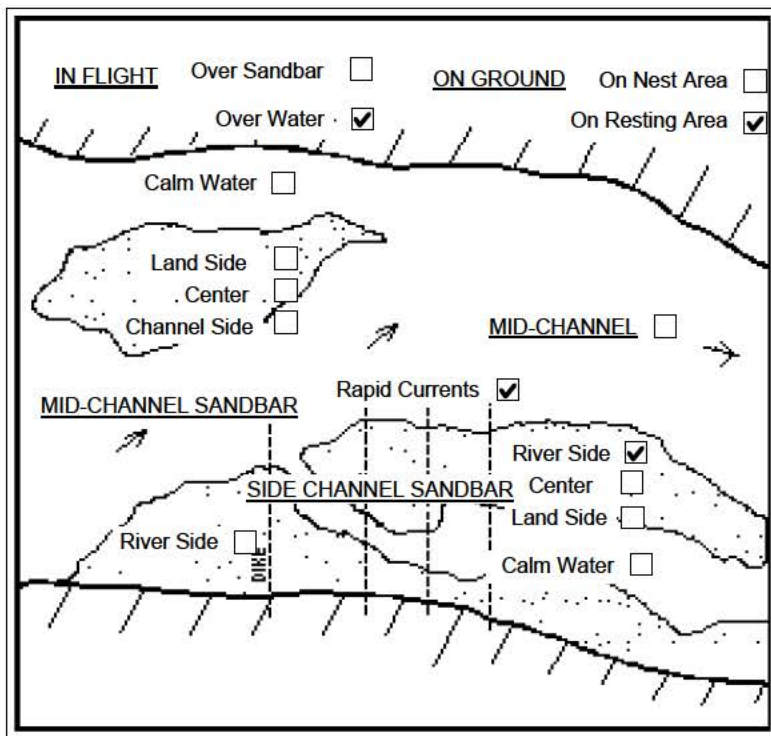 IN FLIGHT Over Sandbar ☐ ON GROUND On Nest Area ☐
Over Water ☑ On Resting Area ☑
Calm Water ☐
Land Side ☐
Center ☐
Channel Side ☐ MID-CHANNEL ☐
Rapid Currents ☑
MID-CHANNEL SANDBAR
River Side ☑
SIDE CHANNEL SANDBAR Center ☐
Land Side ☐
River Side ☐
DIKE
Calm Water ☐